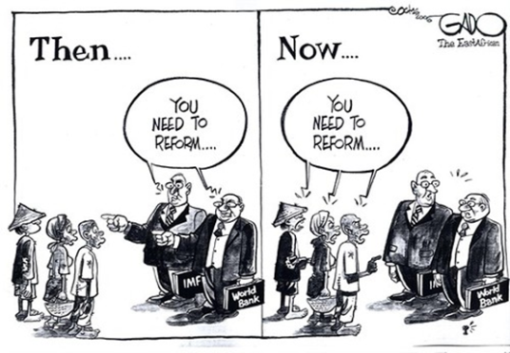 Then....
YOU
NEED TO
REFORM....
IMF
World
Bank
Now....
GADO
The EastAfrican
YOU
NEED TO
REFORM....
World
Bank